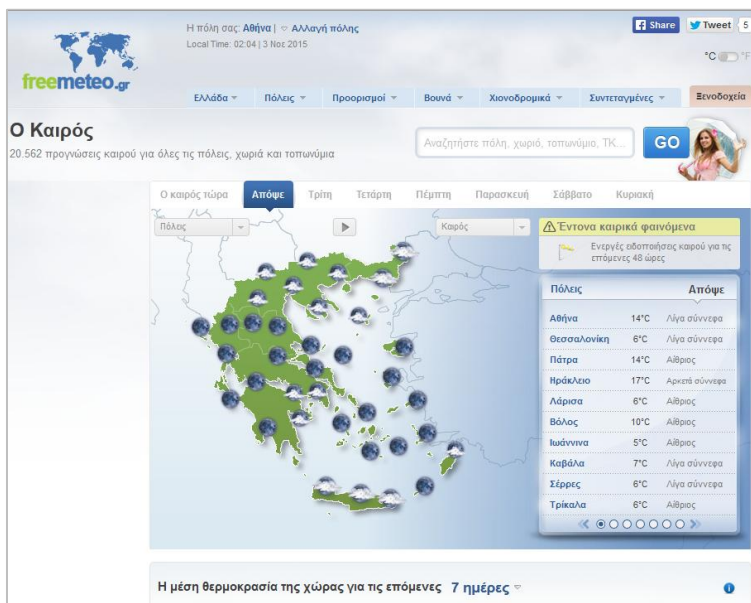 Η πόλη σας: Αθήνα | Αλλαγή πόλης
Local Time: 02:04 | 3 Νοε 2015
Share
Tweet
5
°C °F
freemeteo.gr
Ελλάδα
Πόλεις
Προορισμοί
Βουνά
Χιονοδρομικά
Συντεταγμένες
Ξενοδοχεία
Ο Καιρός
20.562 προγνώσεις καιρού για όλες τις πόλεις, χωριά και τοπωνύμια
Αναζητήστε πόλη, χωριό, τοπωνύμιο, ΤΚ...
GO
Ο καιρός τώρα
Απόψε
Τρίτη
Τετάρτη
Πέμπτη
Παρασκευή
Σάββατο
Κυριακή
Πόλεις
Καιρός
Έντονα καιρικά φαινόμενα
Ενεργές ειδοποιήσεις καιρού για τις
επόμενες 48 ώρες
Πόλεις Απόψε
Αθήνα 14°C Λίγα σύννεφα
Θεσσαλονίκη 6°C Λίγα σύννεφα
Πάτρα 14°C Αίθριος
Ηράκλειο 17°C Αρκετά σύννεφα
Λάρισα 6°C Αίθριος
Βόλος 10°C Αίθριος
Ιωάννινα 5°C Αίθριος
Καβάλα 7°C Λίγα σύννεφα
Σέρρες 6°C Λίγα σύννεφα
Τρίκαλα 6°C Αίθριος
Η μέση θερμοκρασία της χώρας για τις επόμενες 7 ημέρες